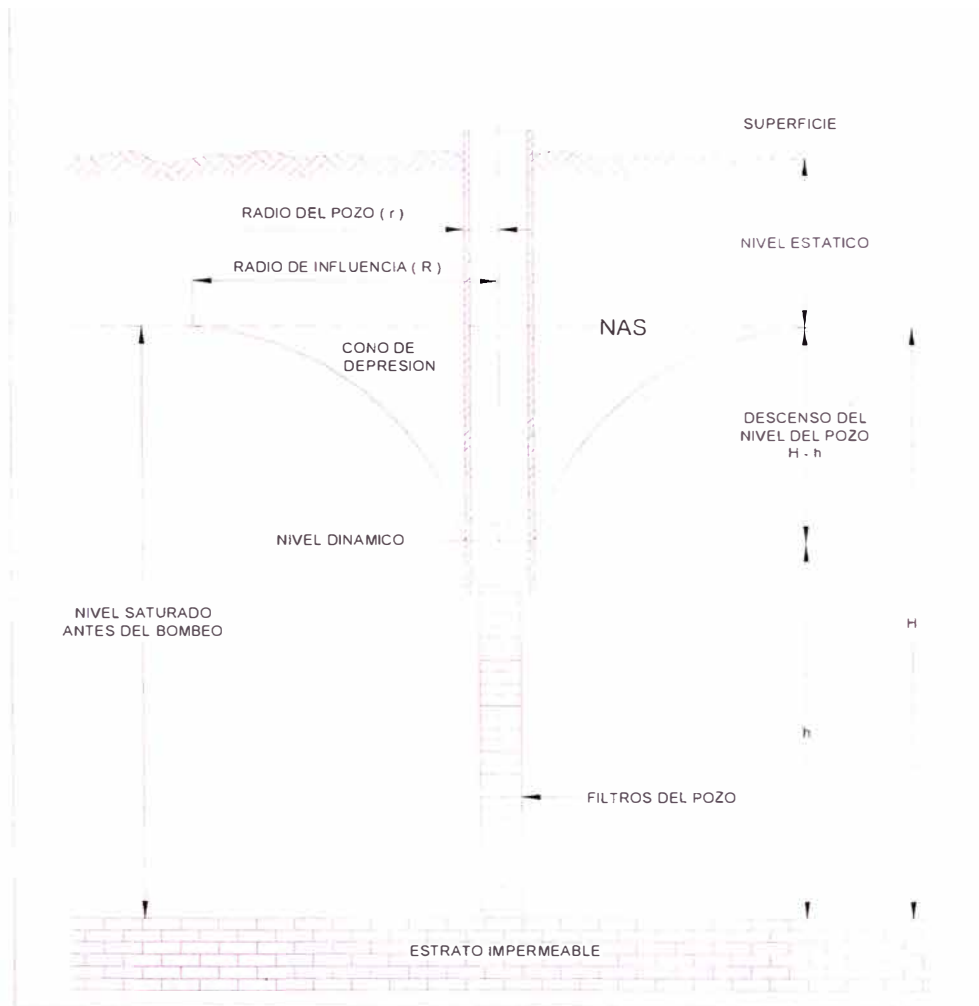 SUPERFICIE
RADIO DEL POZO ( r )
NIVEL ESTATICO
RADIO DE INFLUENCIA ( R )
NAS
CONO DE
DEPRESION
DESCENSO DEL
NIVEL DEL POZO
H - h
NIVEL DINAMICO
NIVEL SATURADO
ANTES DEL BOMBEO
H
h
FILTROS DEL POZO
ESTRATO IMPERMEABLE